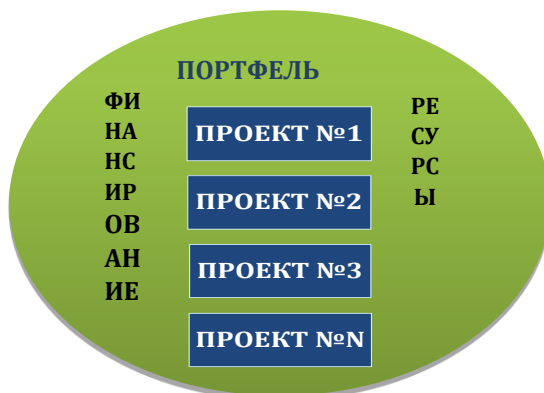 ПОРТФЕЛЬ
ФИ
НА
НС
ИР
ОВ
АН
ИЕ
ПРОЕКТ №1
ПРОЕКТ №2
ПРОЕКТ №3
ПРОЕКТ №N
РЕ
СУ
РС
Ы